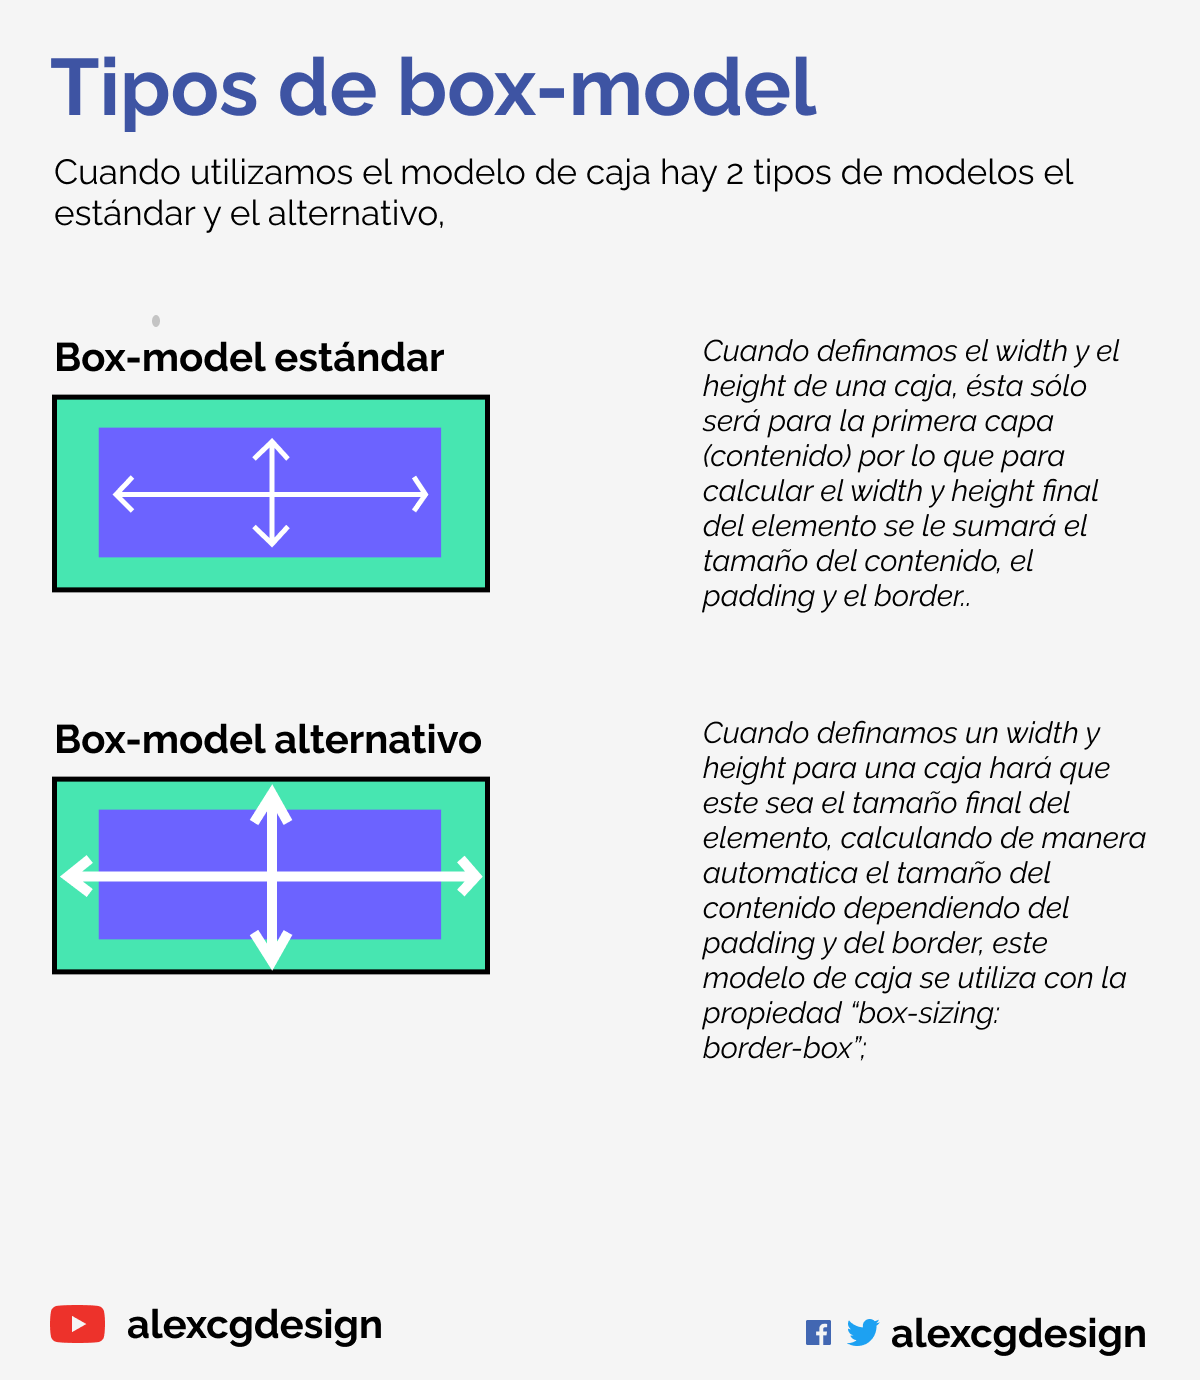 Tipos de box-model
Cuando utilizamos el modelo de caja hay 2 tipos de modelos el
estándar y el alternativo,
Box-model estándar
Cuando definamos el width y el
height de una caja, ésta sólo
será para la primera capa
(contenido) por lo que para
calcular el width y height final
del elemento se le sumará el
tamaño del contenido, el
padding y el border..
Box-model alternativo
Cuando definamos un width y
height para una caja hará que
este sea el tamaño final del
elemento, calculando de manera
automatica el tamaño del
contenido dependiendo del
padding y del border, este
modelo de caja se utiliza con la
propiedad “box-sizing:
border-box”;
alexcgdesign
alexcgdesign